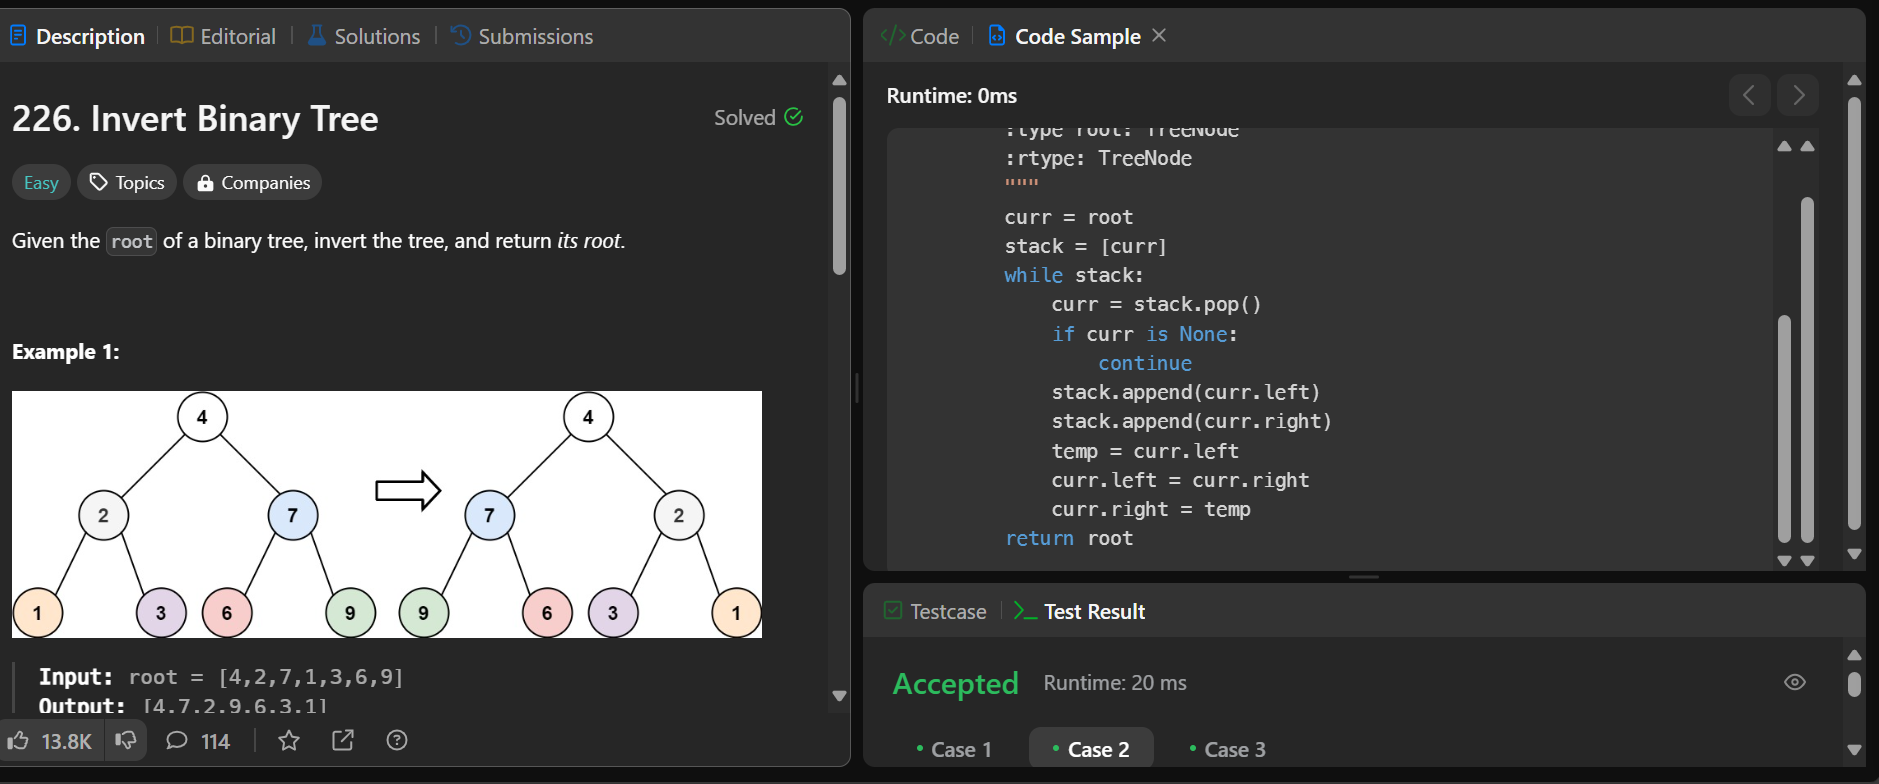 Description
Editorial
Solutions
Submissions
226. Invert Binary Tree
Solved
Easy
Topics
Companies
Given the root of a binary tree, invert the tree, and return its root.
Example 1:
4
2 7
1 3 6 9
4
7 2
9 6 3 1
Input: root = [4,2,7,1,3,6,9]
Output: [4,7,2,9,6,3,1]
13.8K
114
</> Code
Code Sample
Runtime: 0ms
:type root: TreeNode
:rtype: TreeNode
"""
curr = root
stack = [curr]
while stack:
curr = stack.pop()
if curr is None:
continue
stack.append(curr.left)
stack.append(curr.right)
temp = curr.left
curr.left = curr.right
curr.right = temp
return root
Testcase
>_ Test Result
Accepted
Runtime: 20 ms
Case 1
Case 2
Case 3